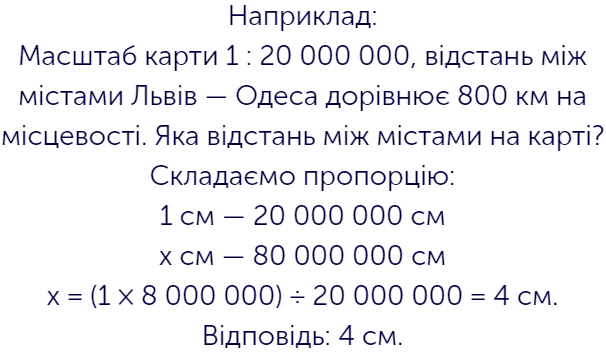 Наприклад:
Масштаб карти 1 : 20 000 000, відстань між
містами Львів — Одеса дорівнює 800 км на
місцевості. Яка відстань між містами на карті?
Складаємо пропорцію:
1 см — 20 000 000 см
х см — 80 000 000 см
х = (1 × 8 000 000) ÷ 20 000 000 = 4 см.
Відповідь: 4 см.